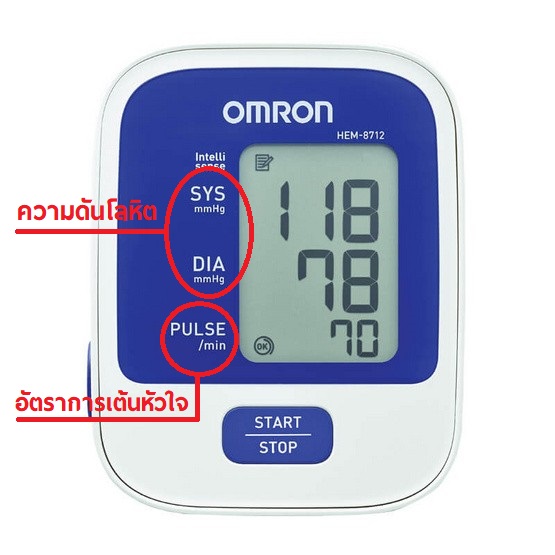 OMRON
HEM-8712
Intelli
sense
SYS
mmHg
118
ความดันโลหิต
DIA
mmHg
78
PULSE
/min
OK
70
อัตราการเต้นหัวใจ
START
STOP